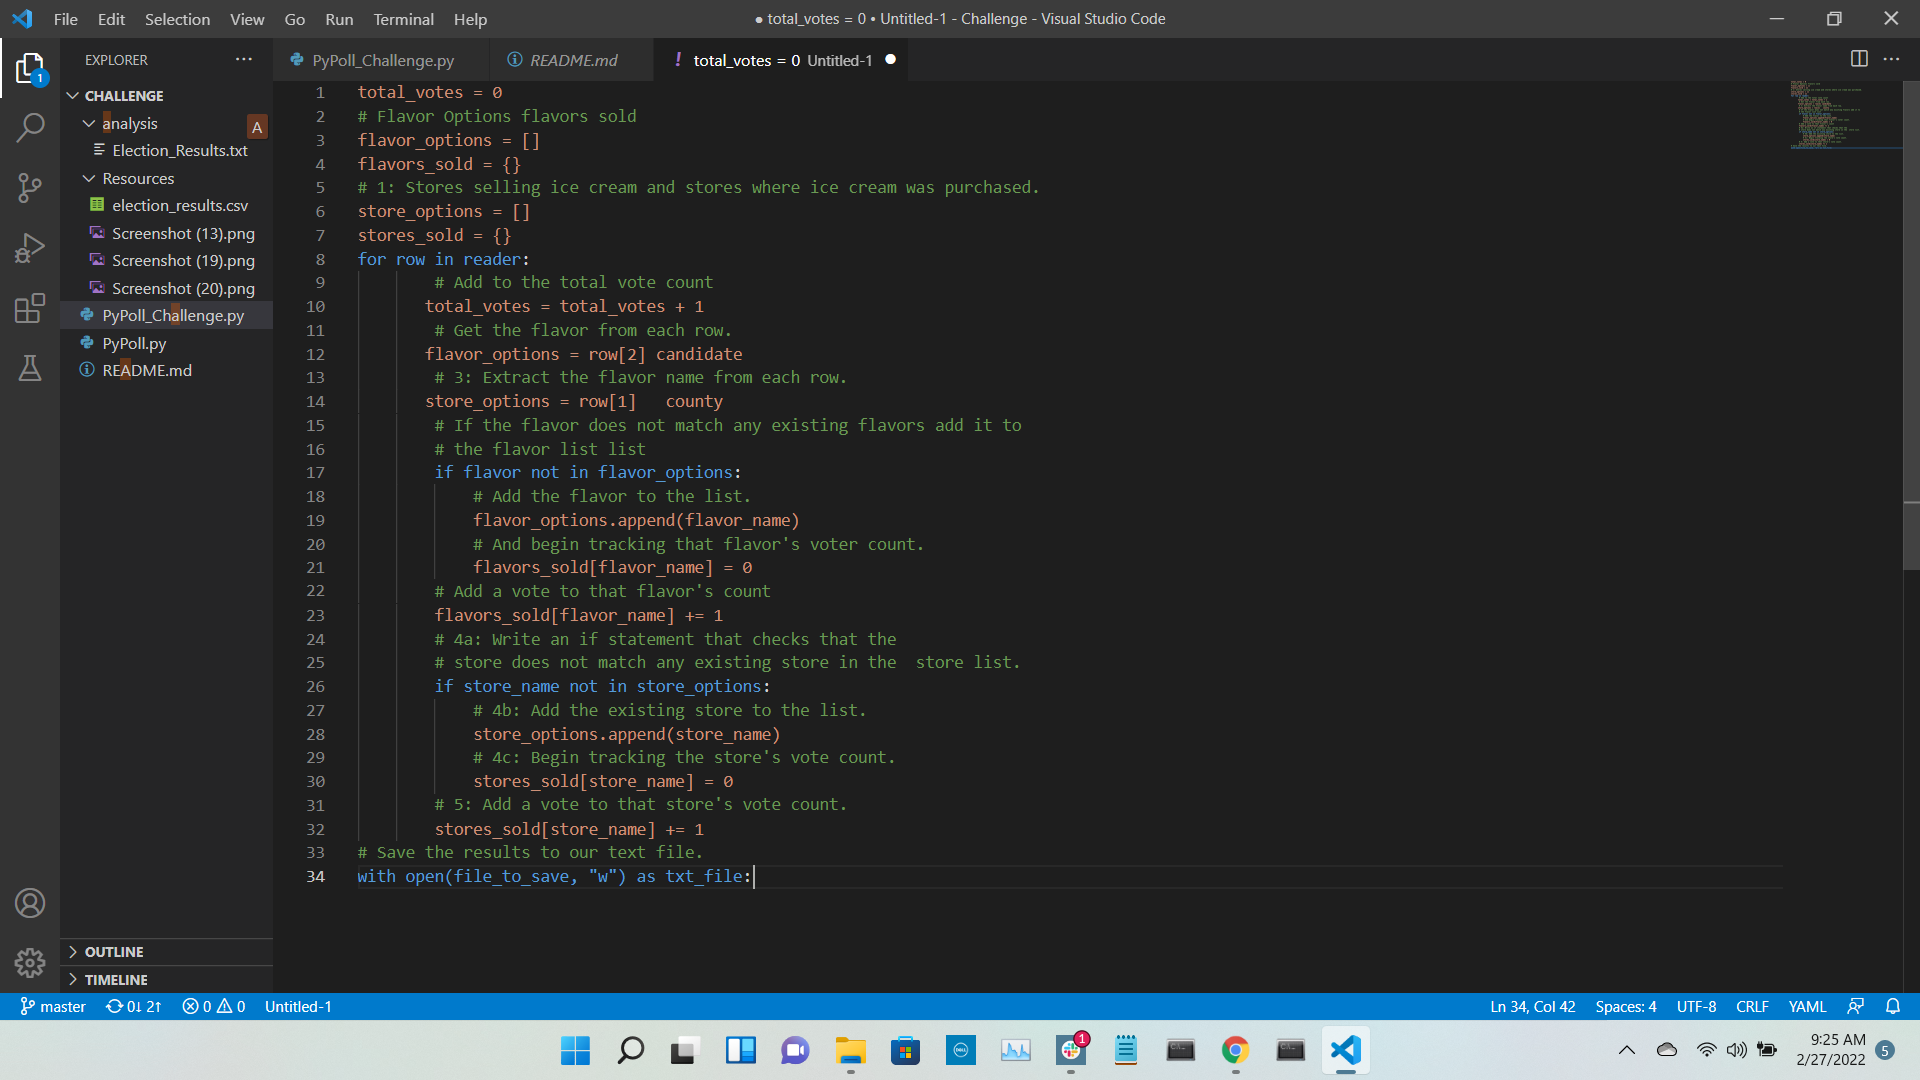 File Edit Selection View Go Run Terminal Help
● total_votes = 0 • Untitled-1 - Challenge - Visual Studio Code
EXPLORER ···
PyPoll_Challenge.py README.md ! total_votes = 0 Untitled-1
1
CHALLENGE
analysis A
Election_Results.txt
Resources
election_results.csv
Screenshot (13).png
Screenshot (19).png
Screenshot (20).png
PyPoll_Challenge.py
PyPoll.py
README.md
OUTLINE
TIMELINE
1 total_votes = 0
2 # Flavor Options flavors sold
3 flavor_options = []
4 flavors_sold = {}
5 # 1: Stores selling ice cream and stores where ice cream was purchased.
6 store_options = []
7 stores_sold = {}
8 for row in reader:
9 # Add to the total vote count
10 total_votes = total_votes + 1
11 # Get the flavor from each row.
12 flavor_options = row[2] candidate
13 # 3: Extract the flavor name from each row.
14 store_options = row[1]   county
15 # If the flavor does not match any existing flavors add it to
16 # the flavor list list
17 if flavor not in flavor_options:
18 # Add the flavor to the list.
19 flavor_options.append(flavor_name)
20 # And begin tracking that flavor's voter count.
21 flavors_sold[flavor_name] = 0
22 # Add a vote to that flavor's count
23 flavors_sold[flavor_name] += 1
24 # 4a: Write an if statement that checks that the
25 # store does not match any existing store in the  store list.
26 if store_name not in store_options:
27 # 4b: Add the existing store to the list.
28 store_options.append(store_name)
29 # 4c: Begin tracking the store's vote count.
30 stores_sold[store_name] = 0
31 # 5: Add a vote to that store's vote count.
32 stores_sold[store_name] += 1
33 # Save the results to our text file.
34 with open(file_to_save, "w") as txt_file:
master 0↓ 2↑ 0 0 Untitled-1
Ln 34, Col 42 Spaces: 4 UTF-8 CRLF YAML
1
9:25 AM
2/27/2022 5